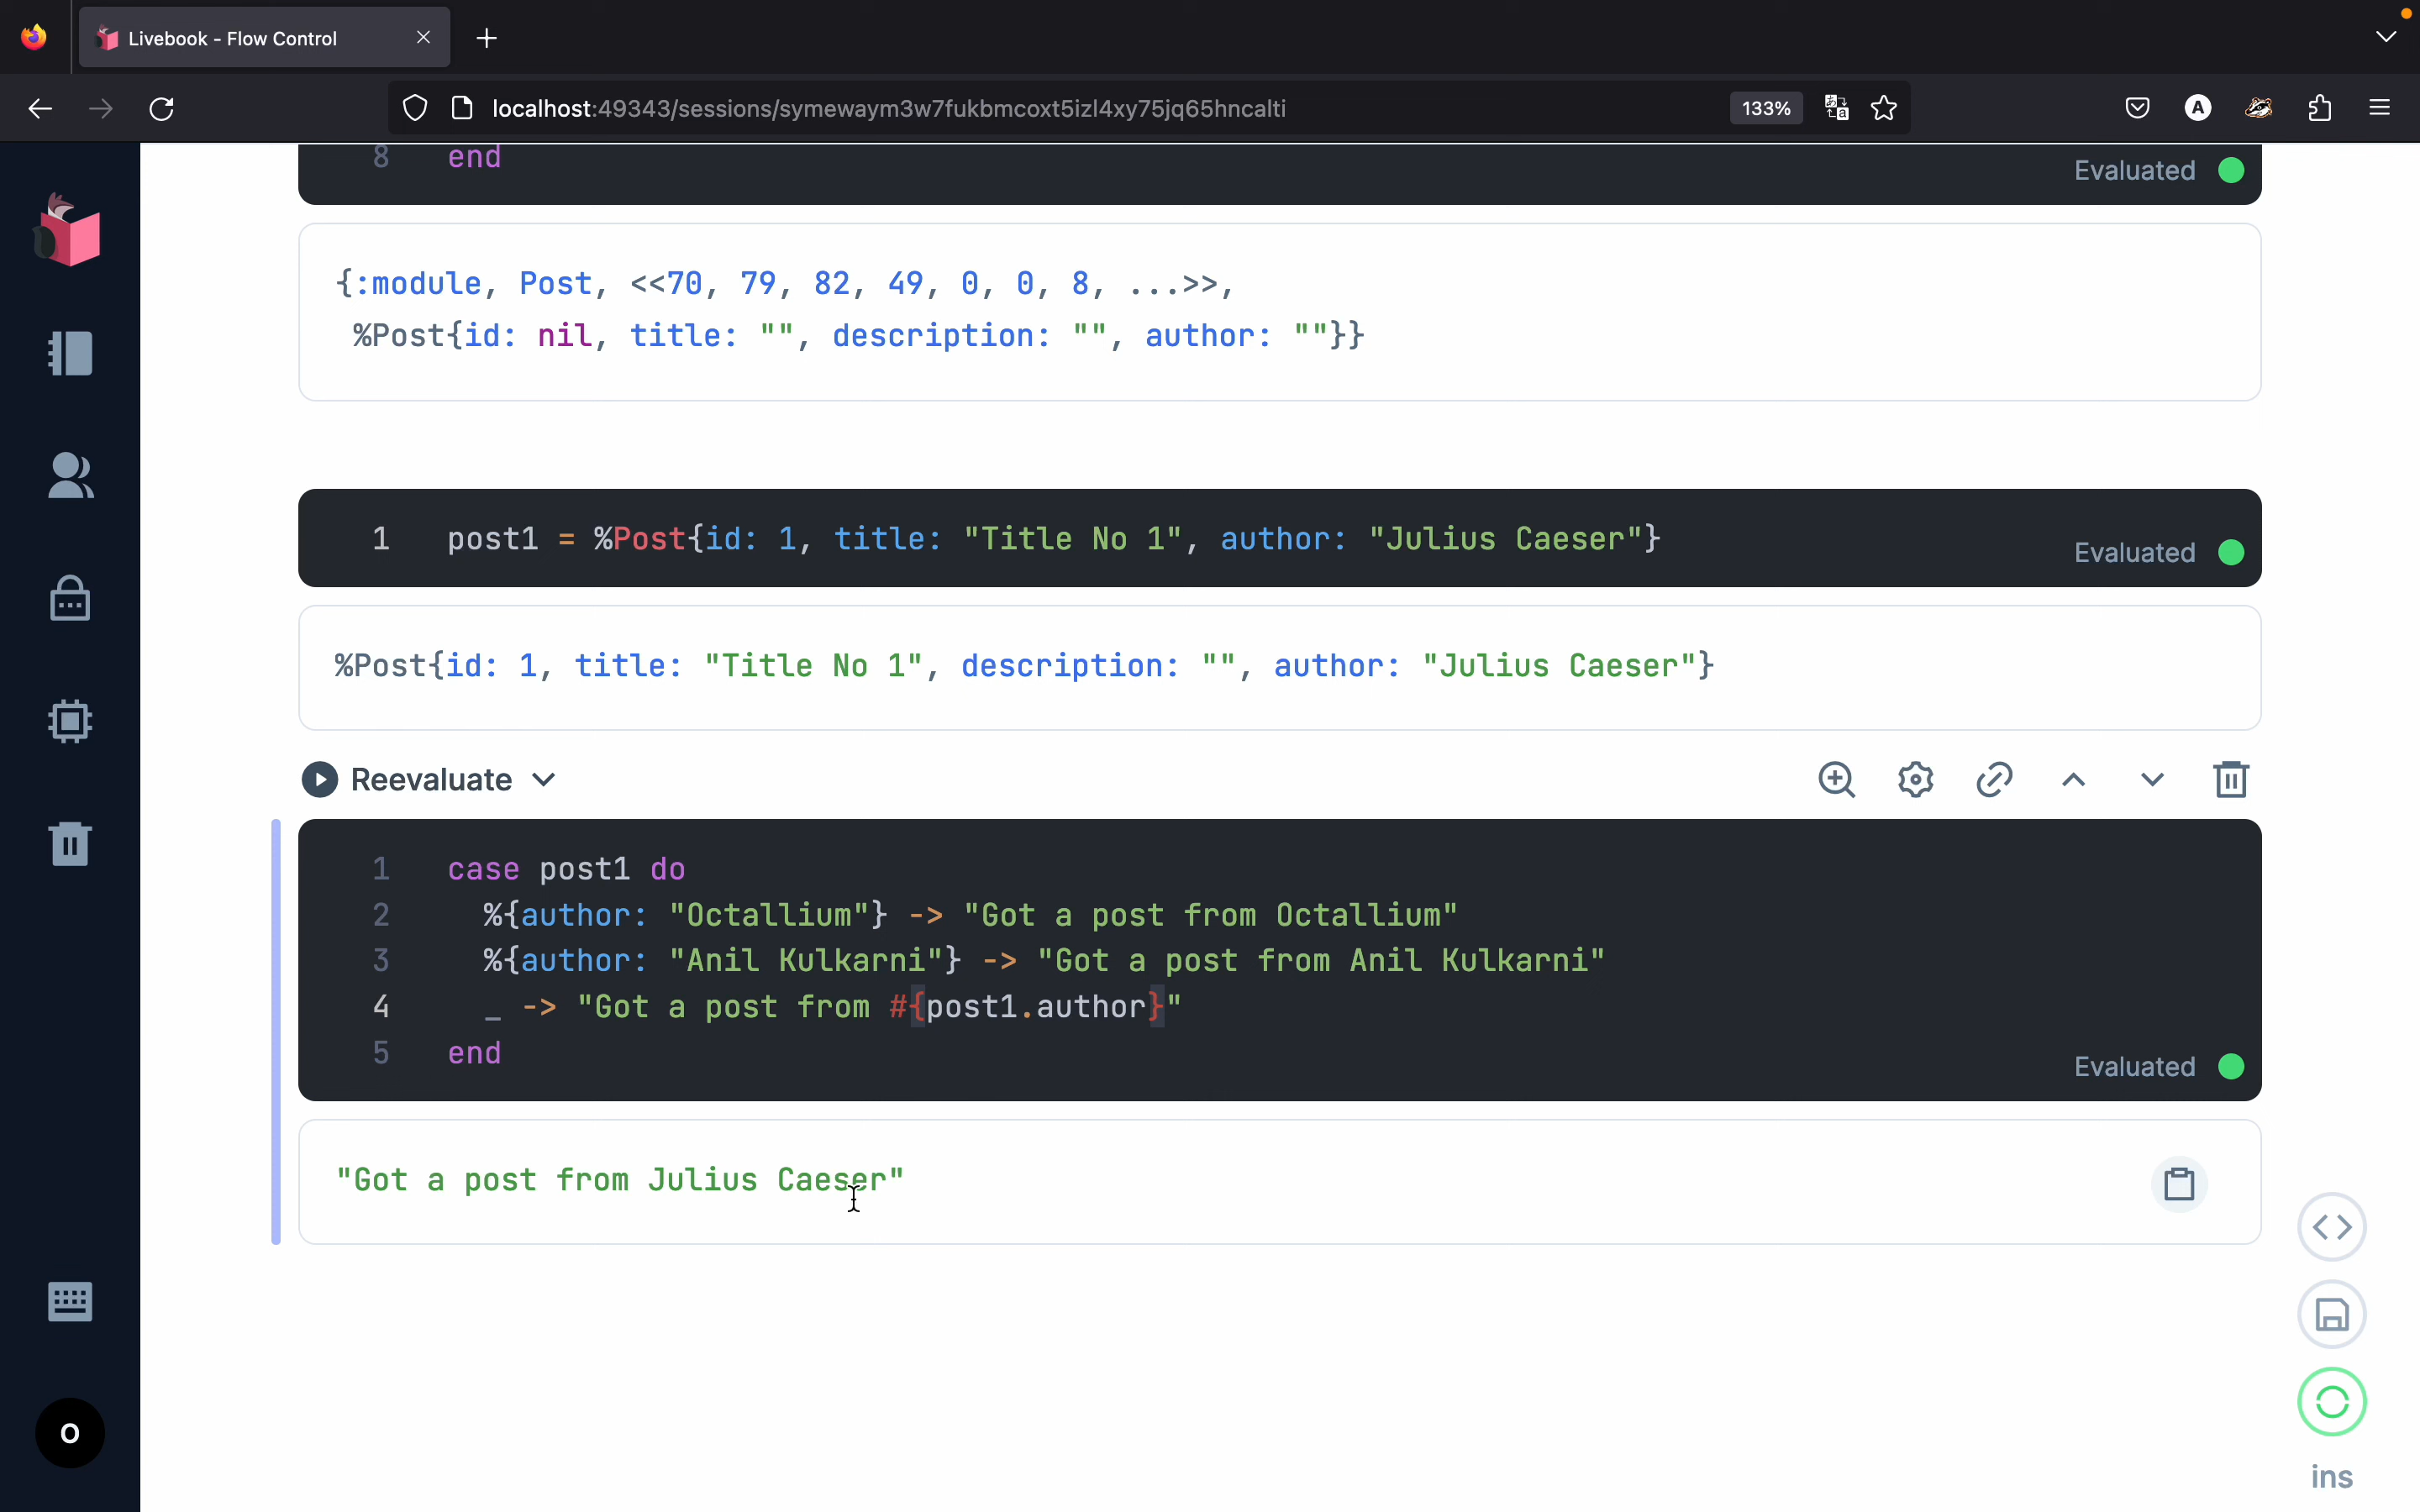 Livebook - Flow Control
localhost:49343/sessions/symewaym3w7fukbmcoxt5izl4xy75jq65hncalti
133%
A
8 end
Evaluated
{:module, Post, <<70, 79, 82, 49, 0, 0, 8, ...>>,
%Post{id: nil, title: "", description: "", author: ""}}
1 post1 = %Post{id: 1, title: "Title No 1", author: "Julius Caeser"}
Evaluated
%Post{id: 1, title: "Title No 1", description: "", author: "Julius Caeser"}
Reevaluate
1 case post1 do
2 %{author: "Octallium"} -> "Got a post from Octallium"
3 %{author: "Anil Kulkarni"} -> "Got a post from Anil Kulkarni"
4 _ -> "Got a post from #{post1.author}"
5 end
Evaluated
"Got a post from Julius Caeser"
O
ins